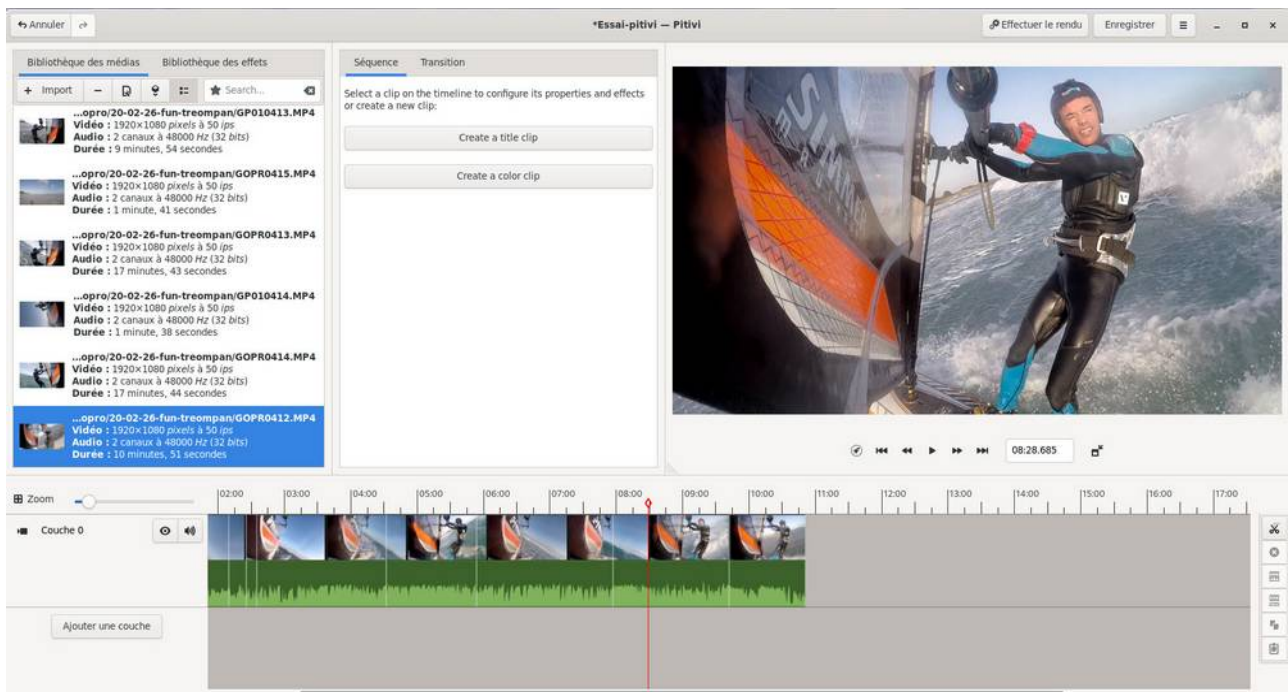 Annuler
*Essai-pitivi — Pitivi
Effectuer le rendu
Enregistrer
Bibliothèque des médias
Bibliothèque des effets
Import
Search...
...opro/20-02-26-fun-treompan/GP010413.MP4
Vidéo : 1920×1080 pixels à 50 ips
Audio : 2 canaux à 48000 Hz (32 bits)
Durée : 9 minutes, 54 secondes
...opro/20-02-26-fun-treompan/GOPR0415.MP4
Vidéo : 1920×1080 pixels à 50 ips
Audio : 2 canaux à 48000 Hz (32 bits)
Durée : 1 minute, 41 secondes
...opro/20-02-26-fun-treompan/GOPR0413.MP4
Vidéo : 1920×1080 pixels à 50 ips
Audio : 2 canaux à 48000 Hz (32 bits)
Durée : 17 minutes, 43 secondes
...opro/20-02-26-fun-treompan/GP010414.MP4
Vidéo : 1920×1080 pixels à 50 ips
Audio : 2 canaux à 48000 Hz (32 bits)
Durée : 1 minute, 38 secondes
...opro/20-02-26-fun-treompan/GOPR0414.MP4
Vidéo : 1920×1080 pixels à 50 ips
Audio : 2 canaux à 48000 Hz (32 bits)
Durée : 17 minutes, 44 secondes
...opro/20-02-26-fun-treompan/GOPR0412.MP4
Vidéo : 1920×1080 pixels à 50 ips
Audio : 2 canaux à 48000 Hz (32 bits)
Durée : 10 minutes, 51 secondes
Séquence
Transition
Select a clip on the timeline to configure its properties and effects
or create a new clip:
Create a title clip
Create a color clip
08:28.685
Zoom
02:00 03:00 04:00 05:00 06:00 07:00 08:00 09:00 10:00 11:00 12:00 13:00 14:00 15:00 16:00 17:00
Couche 0
Ajouter une couche